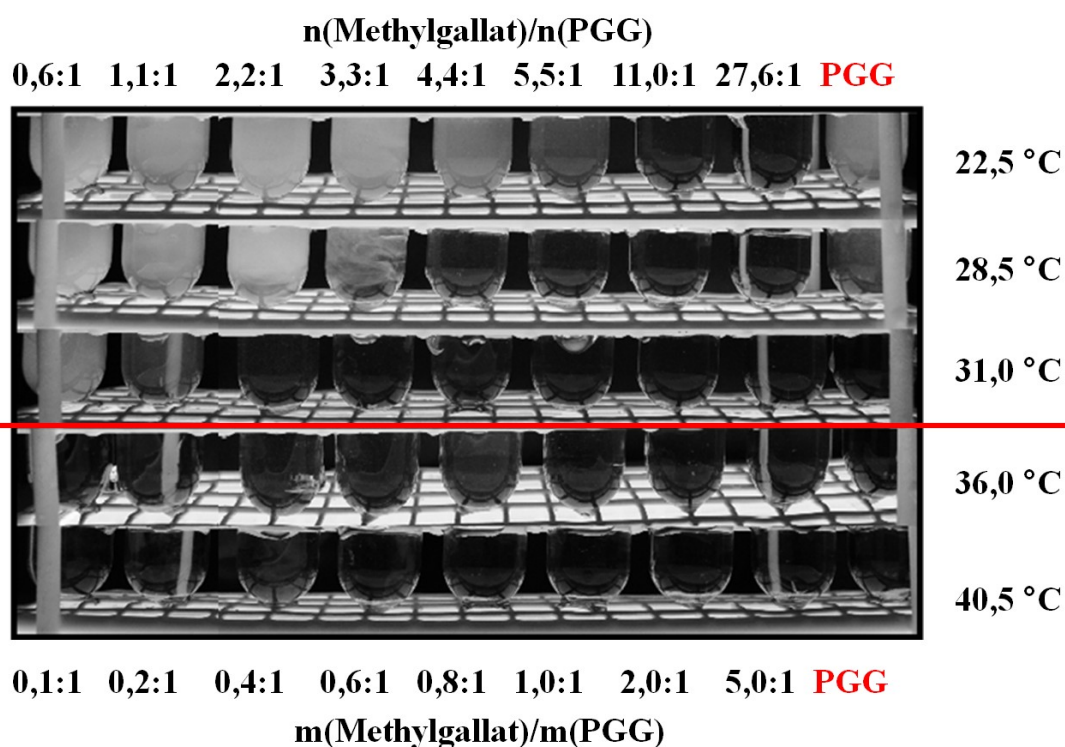 n(Methylgallat)/n(PGG)
0,6:1 1,1:1 2,2:1 3,3:1 4,4:1 5,5:1 11,0:1 27,6:1 PGG
22,5 °C
28,5 °C
31,0 °C
36,0 °C
40,5 °C
0,1:1 0,2:1 0,4:1 0,6:1 0,8:1 1,0:1 2,0:1 5,0:1 PGG
m(Methylgallat)/m(PGG)